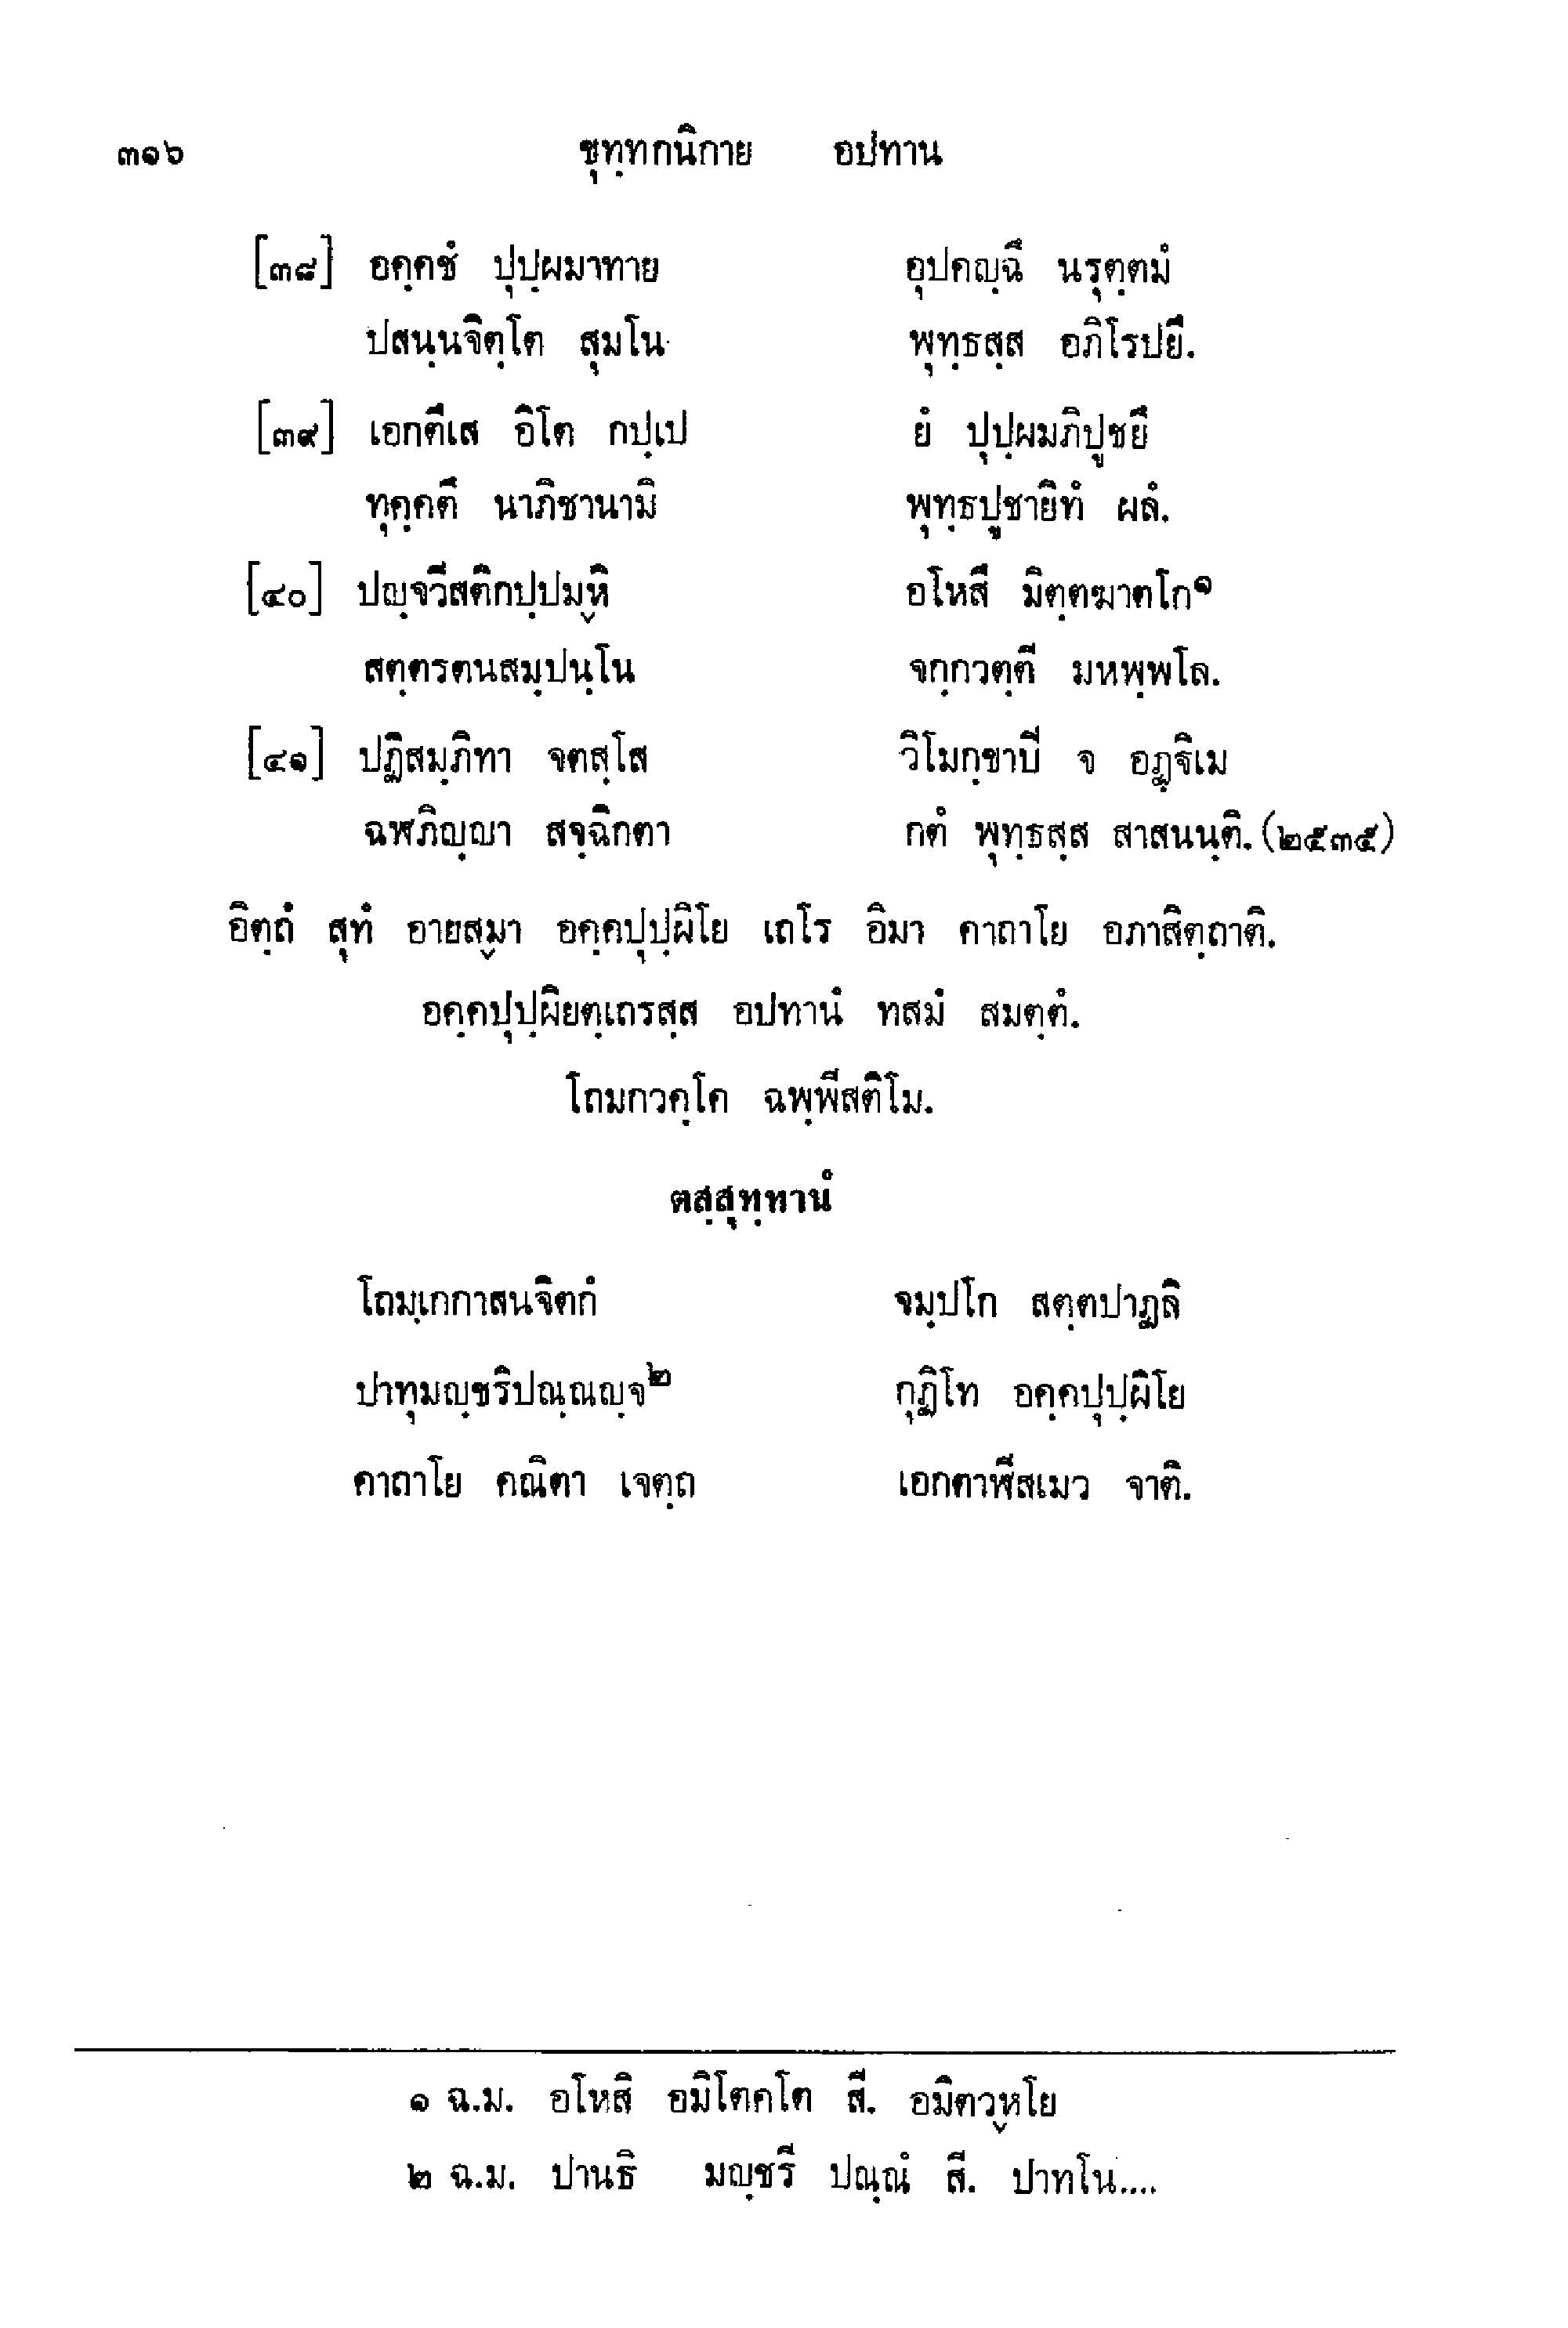 ๓๑๖ ขุทฺทกนิกาย อปทาน
[๓๘] อคฺคชํ ปุปฺผมาทาย อุปคญฺฉึ นรุตฺตมํ
ปสนฺนจิตฺโต สุมโน พุทฺธสฺส อภิโรปยึ.
[๓๙] เอกตึเส อิโต กปฺเป ยํ ปุปฺผมภิปูชยึ
ทุคฺคตึ นาภิชานามิ พุทฺธปูชายิทํ ผลํ.
[๔๐] ปญฺจวีสติกปฺปมฺหิ อโหสึ มิตฺตฆาตโก๑
สตฺตรตนสมฺปนฺโน จกฺกวตฺตี มหพฺพโล.
[๔๑] ปฏิสมฺภิทา จตสฺโส วิโมกฺขาปิ จ อฏฺฐิเม
ฉฬภิญฺญา สจฺฉิกตา กตํ พุทฺธสฺส สาสนนฺติ. (๒๕๓๕)
อิตฺถํ สุทํ อายสฺมา อคฺคปุปฺผิโย เถโร อิมา คาถาโย อภาสิตฺถาติ.
อคฺคปุปฺผิยตฺเถรสฺส อปทานํ ทสมํ สมตฺตํ.
โถมกวคฺโค ฉพฺพีสติโม.
ตสฺสุทฺทานํ
โถมฺเกกาสนจิตกํ จมฺปโก สตฺตปาฏลิ
ปาทุมญฺชริปณฺณญฺจ๒ กุฏิโท อคฺคปุปฺผิโย
คาถาโย คณิตา เจตฺถ เอกตาฬีสเมว จาติ.
๑ ฉ.ม. อโหสิ อมิโตคโต สี. อมิตวฺหโย
๒ ฉ.ม. ปานธิ มญฺชรี ปณฺณํ สี. ปาทโน....